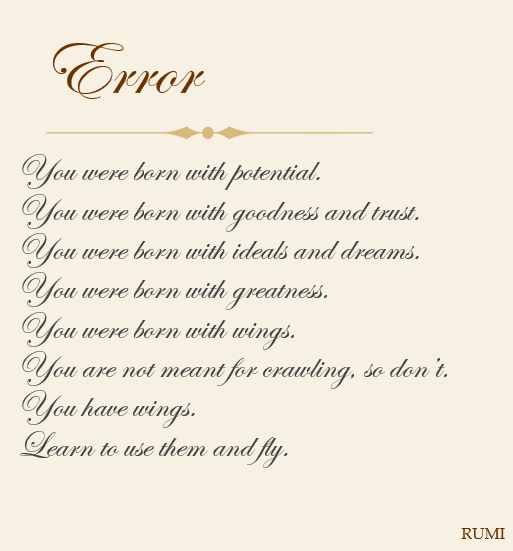 Error
You were born with potential.
You were born with goodness and trust.
You were born with ideals and dreams.
You were born with greatness.
You were born with wings.
You are not meant for crawling, so don't.
You have wings.
Learn to use them and fly.
RUMI